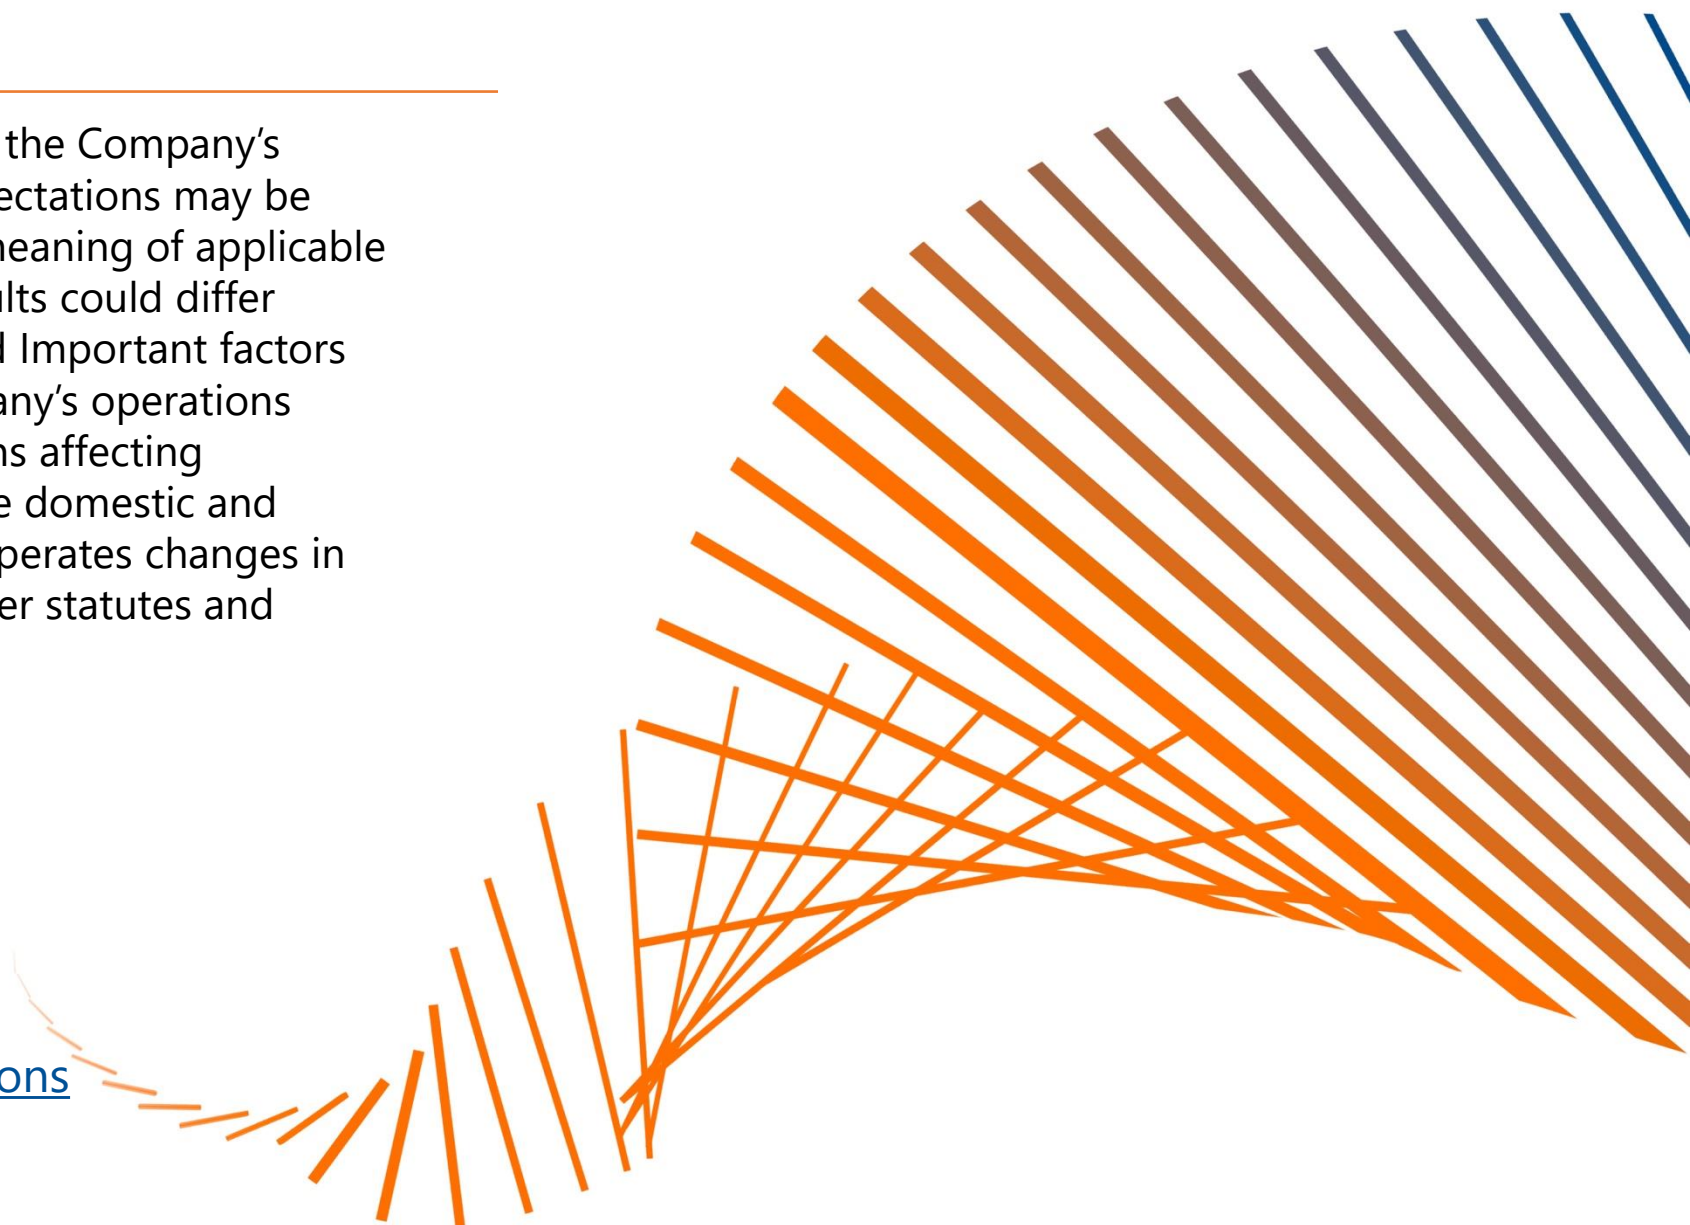 the Company's
ectations may be
neaning of applicable
ults could differ
d Important factors
any's operations
ns affecting
e domestic and
perates changes in
er statutes and
ons